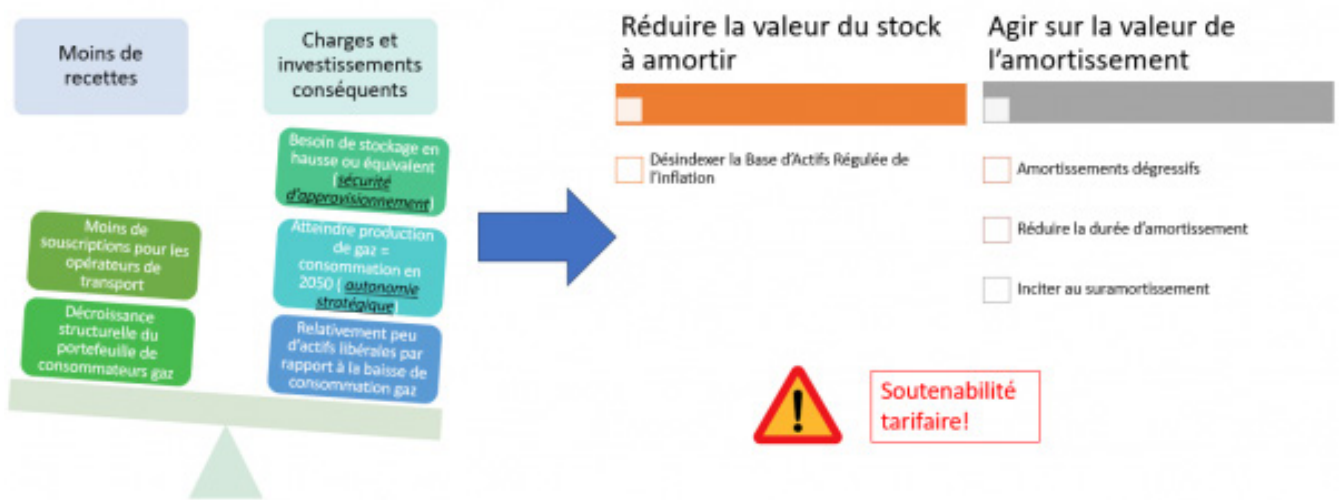 Moins de
recettes
Charges et
investissements
conséquents
Besoin de stockage en
hausse ou équivalent
( sécurité
d'approvisionnement)
Moins de
souscriptions pour les
opérateurs de
transport
Atteindre production
de gaz =
consommation en
2050 ( autonomie
stratégique)
Décroissance
structurelle du
portefeuille de
consommateurs gaz
Relativement peu
d'actifs libérales par
rapport à la baisse de
consommation gaz
Réduire la valeur du stock
à amortir
Désindexer la Base d'Actifs Régulée de
l'inflation
Agir sur la valeur de
l'amortissement
Amortissements dégressifs
Réduire la durée d'amortissement
Inciter au suramortissement
Soutenabilité
tarifaire!